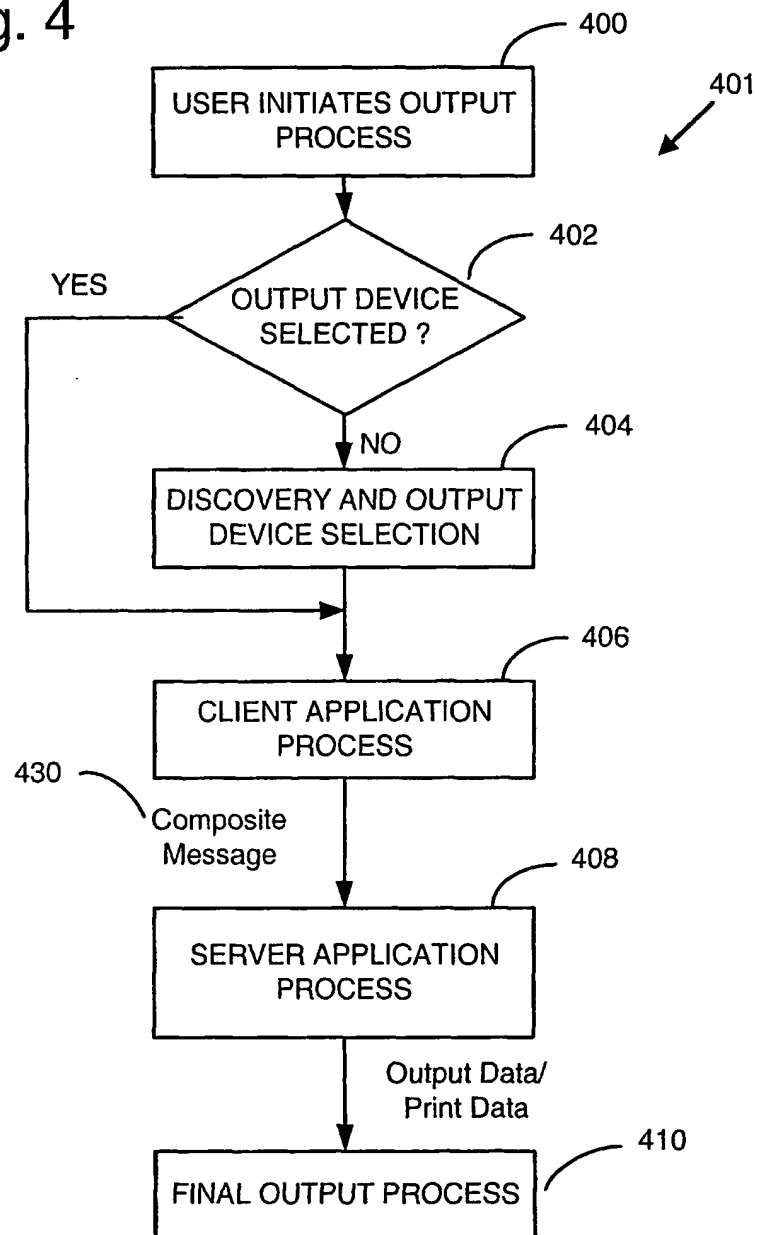 g. 4
400
USER INITIATES OUTPUT
PROCESS
401
402
YES
OUTPUT DEVICE
SELECTED ?
NO
404
DISCOVERY AND OUTPUT
DEVICE SELECTION
406
CLIENT APPLICATION
PROCESS
430
Composite
Message
408
SERVER APPLICATION
PROCESS
Output Data/
Print Data
410
FINAL OUTPUT PROCESS